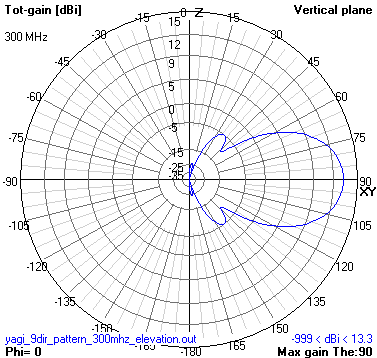 Tot-gain [dBi]
Vertical plane
300 MHz
-15 0 Z 15
-30 30
-45 45
-60 60
-75 75
-90 90
XY
-105 105
-120 120
-135 135
-150 150
-165 165
-180
15
12
9
5
0
-5
-15
-25
-35
yagi_9dir_pattern_300mhz_elevation.out
-999 < dBi < 13.3
Phi= 0
Max gain The:90